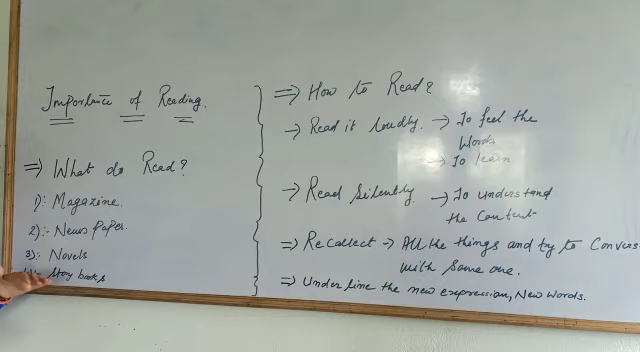 Importance of Reading.
⇒ What do Read?
1):- Magazine.
2):- News Paper.
3):- Novels
4):- Story books
⇒ How to Read?
→ Read it loudly. → To feel the
Words
→ To learn
→ Read Silently → To understand
the Content
⇒ Recollect → All the things and try to Convers
with some one.
⇒ Under line the new expression, New Words.